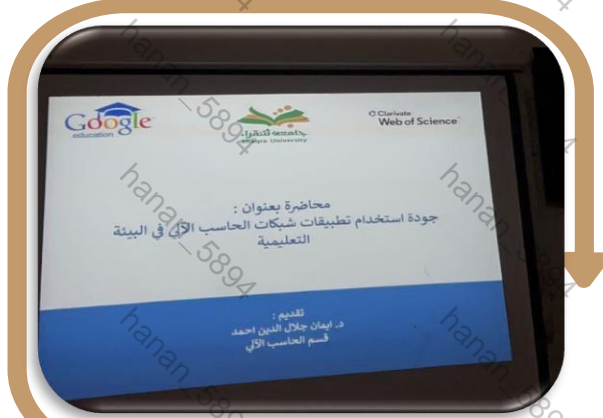 Google
education
جامعة شقراء
Shaqra University
Clarivate
Web of Science
محاضرة بعنوان :
جودة استخدام تطبيقات شبكات الحاسب الآلي في البيئة
التعليمية
تقديم :
د. ايمان جلال الدين احمد
قسم الحاسب الآلي
hanan_5894